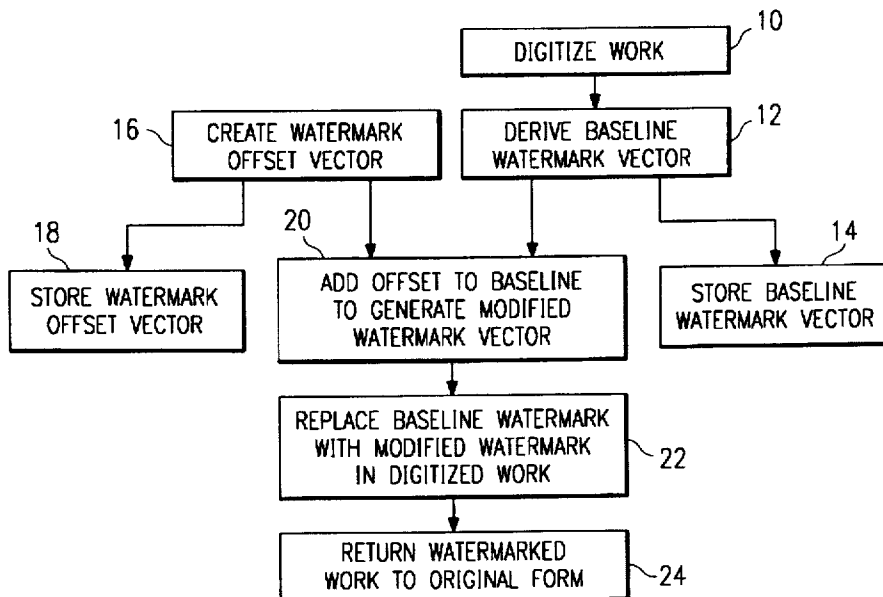 10
DIGITIZE WORK
16
CREATE WATERMARK
OFFSET VECTOR
12
DERIVE BASELINE
WATERMARK VECTOR
18
STORE WATERMARK
OFFSET VECTOR
20
ADD OFFSET TO BASELINE
TO GENERATE MODIFIED
WATERMARK VECTOR
14
STORE BASELINE
WATERMARK VECTOR
REPLACE BASELINE WATERMARK
WITH MODIFIED WATERMARK
IN DIGITIZED WORK
22
RETURN WATERMARKED
WORK TO ORIGINAL FORM
24